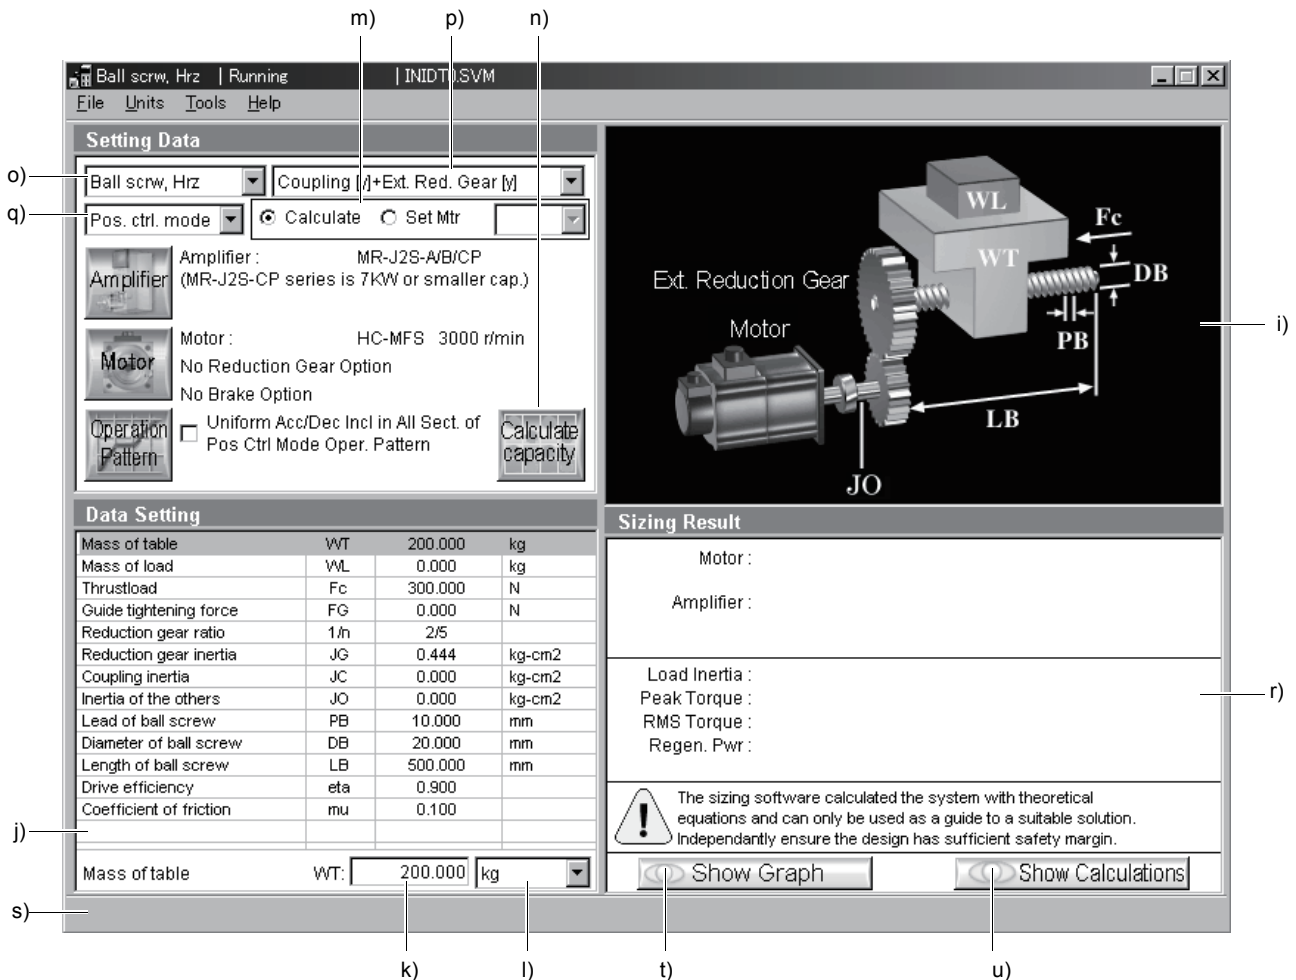 m) p) n)
Ball scrw, Hrz | Running | INIDT0.SVM
File Units Tools Help
Setting Data
o)
Ball scrw, Hrz Coupling [y]+Ext. Red. Gear [y]
q)
Pos. ctrl. mode Calculate Set Mtr
Amplifier
Amplifier : MR-J2S-A/B/CP
(MR-J2S-CP series is 7KW or smaller cap.)
Motor
Motor : HC-MFS 3000 r/min
No Reduction Gear Option
No Brake Option
Operation
Pattern
Uniform Acc/Dec Incl in All Sect. of
Pos Ctrl Mode Oper. Pattern
Calculate
capacity
WL
Fc
WT
DB
Ext. Reduction Gear
PB
Motor
LB
JO
i)
Data Setting
Mass of table WT 200.000 kg
Mass of load WL 0.000 kg
Thrustload Fc 300.000 N
Guide tightening force FG 0.000 N
Reduction gear ratio 1/n 2/5
Reduction gear inertia JG 0.444 kg-cm2
Coupling inertia JC 0.000 kg-cm2
Inertia of the others JO 0.000 kg-cm2
Lead of ball screw PB 10.000 mm
Diameter of ball screw DB 20.000 mm
Length of ball screw LB 500.000 mm
Drive efficiency eta 0.900
Coefficient of friction mu 0.100
j)
Mass of table WT: 200.000 kg
Sizing Result
Motor :
Amplifier :
Load Inertia :
Peak Torque :
RMS Torque :
Regen. Pwr :
r)
The sizing software calculated the system with theoretical
equations and can only be used as a guide to a suitable solution.
Independantly ensure the design has sufficient safety margin.
Show Graph Show Calculations
s)
k) l) t) u)